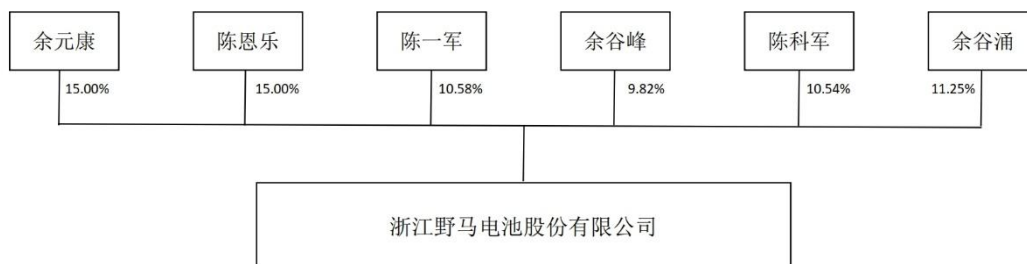 余元康
陈恩乐
陈一军
余谷峰
陈科军
余谷涌
15.00%
15.00%
10.58%
9.82%
10.54%
11.25%
浙江野马电池股份有限公司